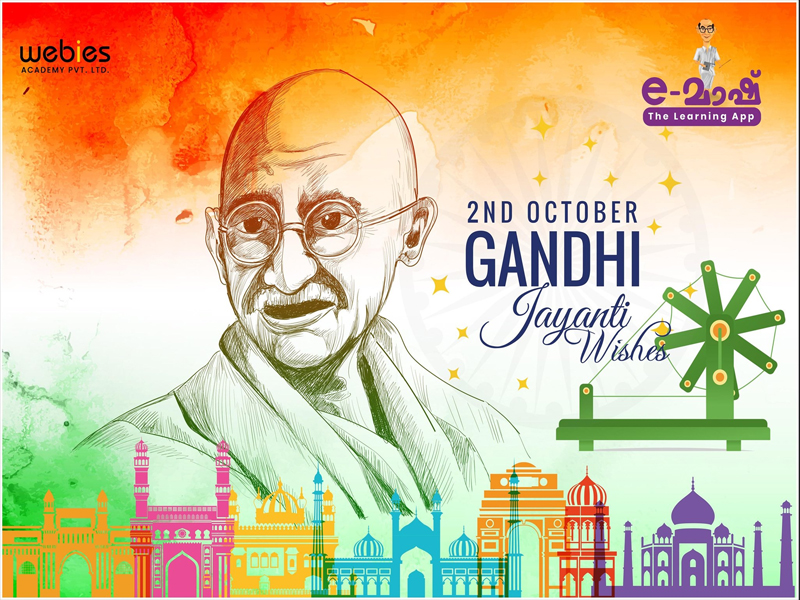 webies
ACADEMY PVT. LTD.
e-മാഷ്
The Learning App
2ND OCTOBER
GANDHI
Jayanti
Wishes